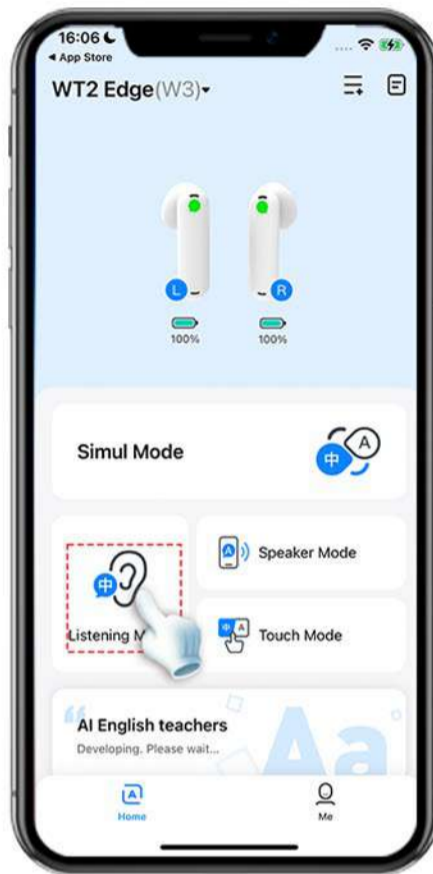 16:06
App Store
WT2 Edge(W3)
L
R
100%
100%
Simul Mode
中 A
中
Listening M
A
Speaker Mode
中 A
Touch Mode
AI English teachers
Developing. Please wait...
Aa
A
Home
Me